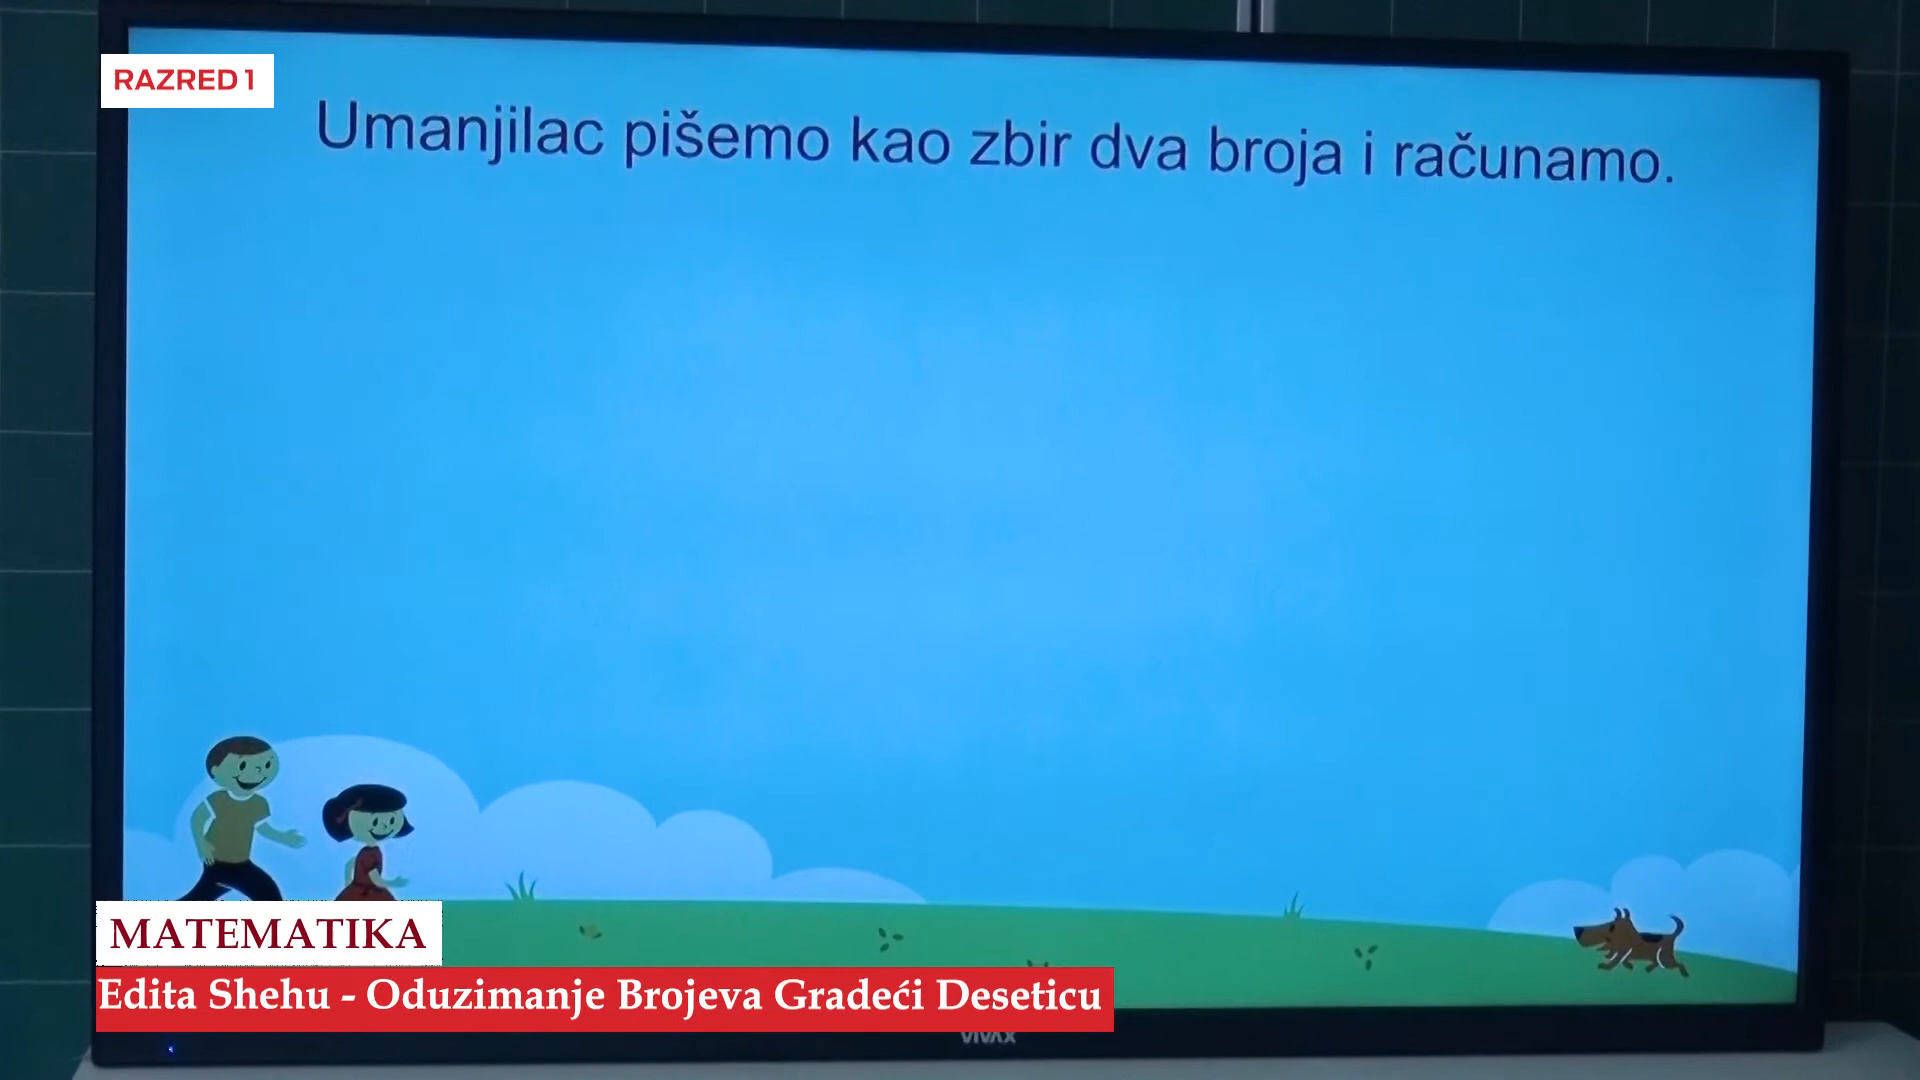 RAZRED 1
Umanjilac pišemo kao zbir dva broja i računamo.
MATEMATIKA
Edita Shehu - Oduzimanje Brojeva Gradeći Deseticu
VIVAX